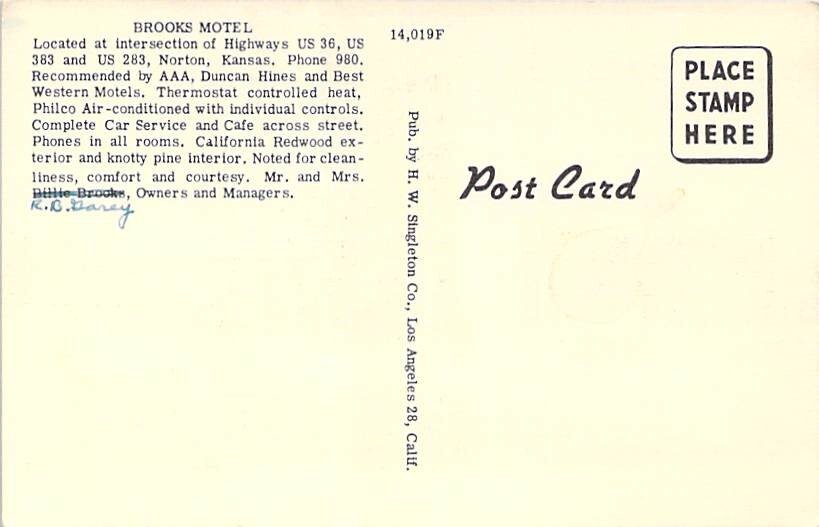 BROOKS MOTEL
Located at intersection of Highways US 36, US
383 and US 283, Norton, Kansas. Phone 980.
Recommended by AAA, Duncan Hines and Best
Western Motels. Thermostat controlled heat,
Philco Air-conditioned with individual controls.
Complete Car Service and Cafe across street.
Phones in all rooms. California Redwood ex-
terior and knotty pine interior. Noted for clean-
liness, comfort and courtesy. Mr. and Mrs.
Billie Brooks, Owners and Managers.
R.B. Garey
14,019F
Pub. by H. W. Singleton Co., Los Angeles 28, Calif.
PLACE
STAMP
HERE
Post Card